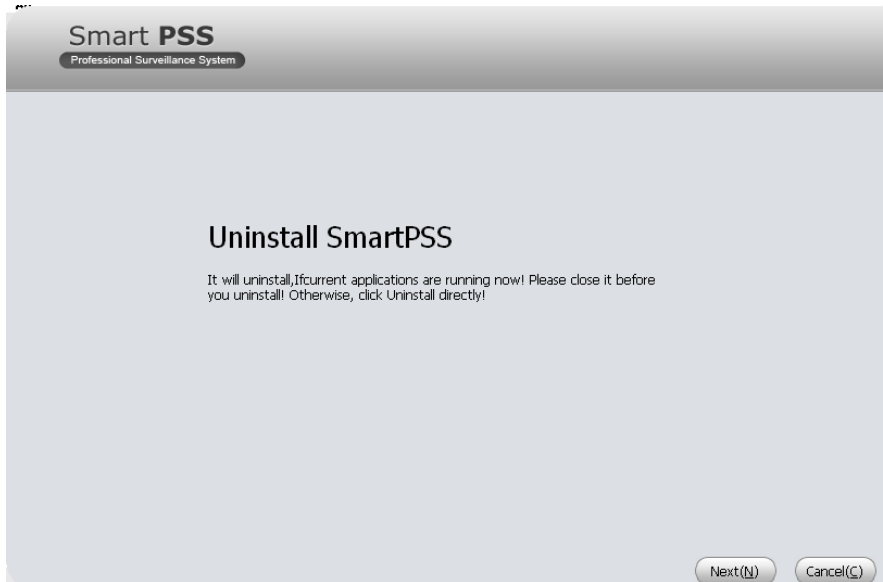 Smart PSS
Professional Surveillance System
Uninstall SmartPSS
It will uninstall,Ifcurrent applications are running now! Please close it before
you uninstall! Otherwise, click Uninstall directly!
Next(N)
Cancel(C)